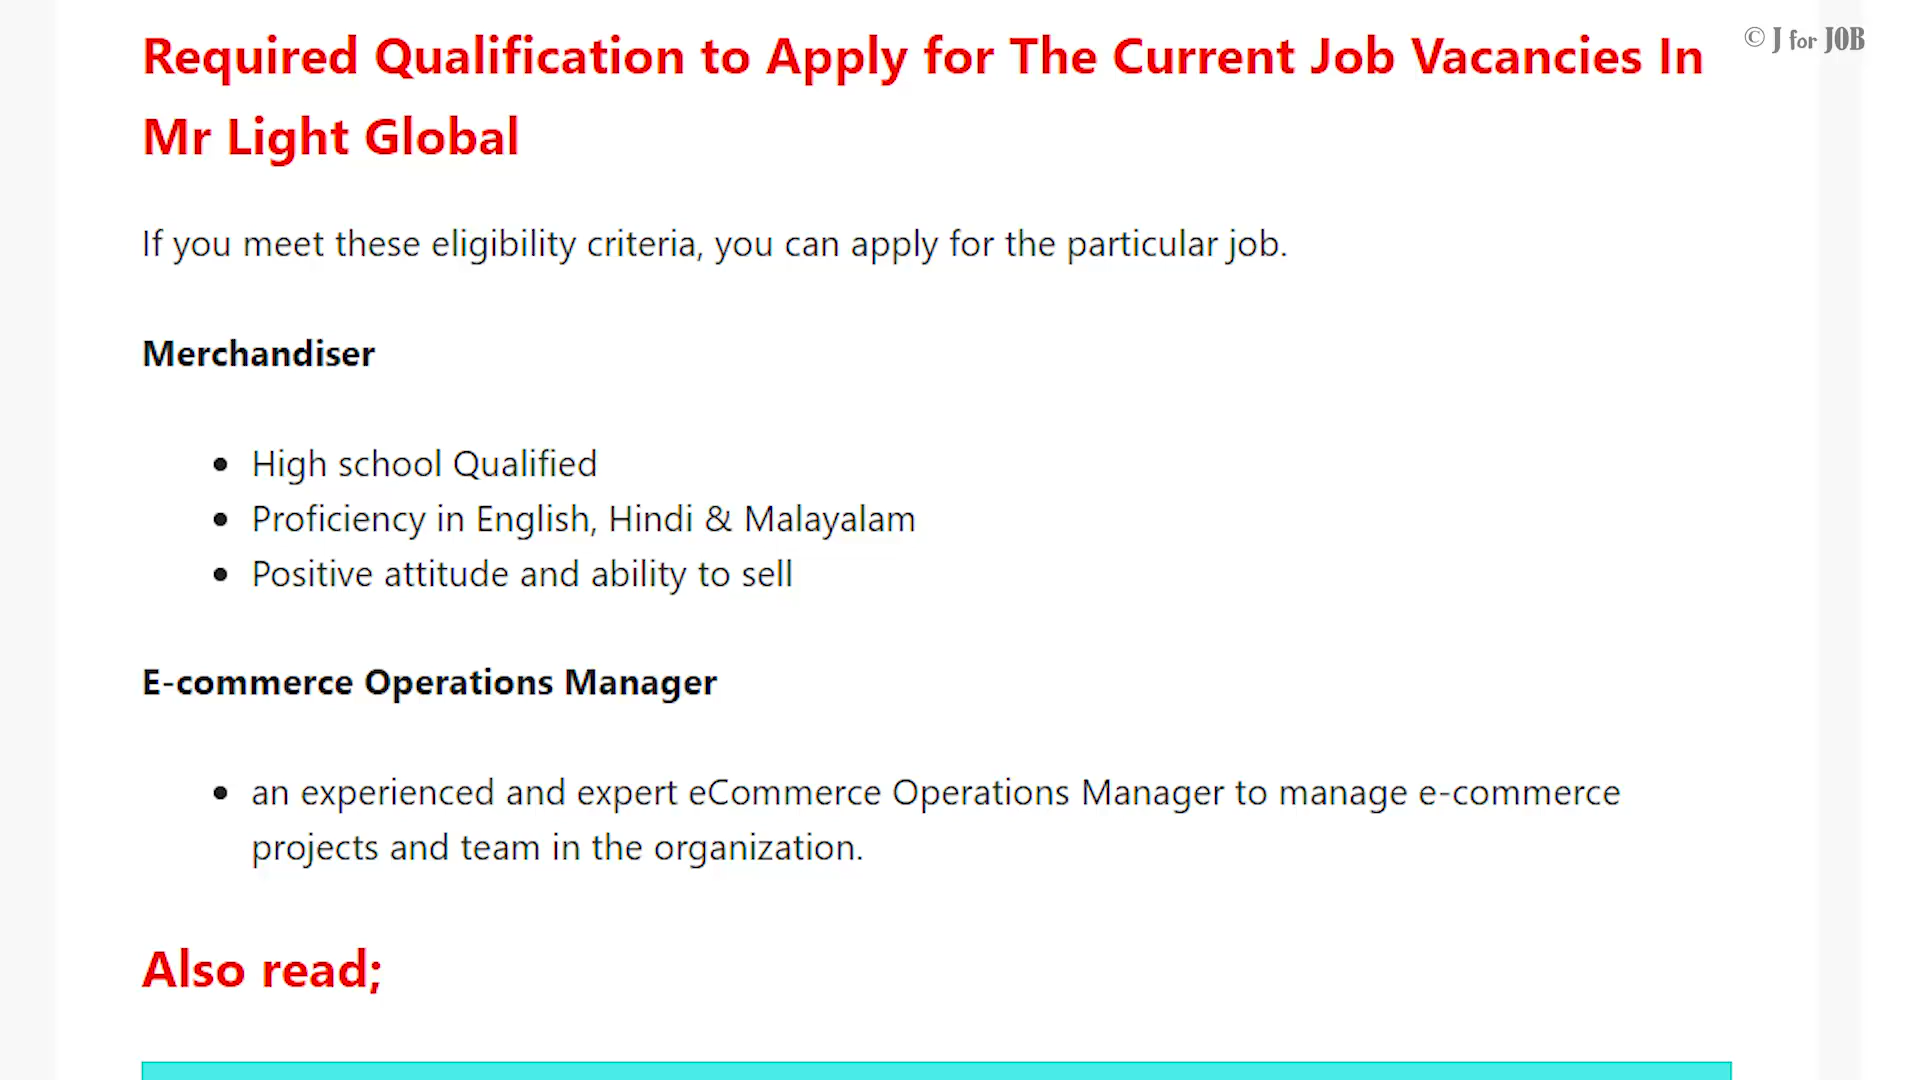 © J for JOB
Required Qualification to Apply for The Current Job Vacancies In
Mr Light Global
If you meet these eligibility criteria, you can apply for the particular job.
Merchandiser
• High school Qualified
• Proficiency in English, Hindi & Malayalam
• Positive attitude and ability to sell
E-commerce Operations Manager
• an experienced and expert eCommerce Operations Manager to manage e-commerce
projects and team in the organization.
Also read;